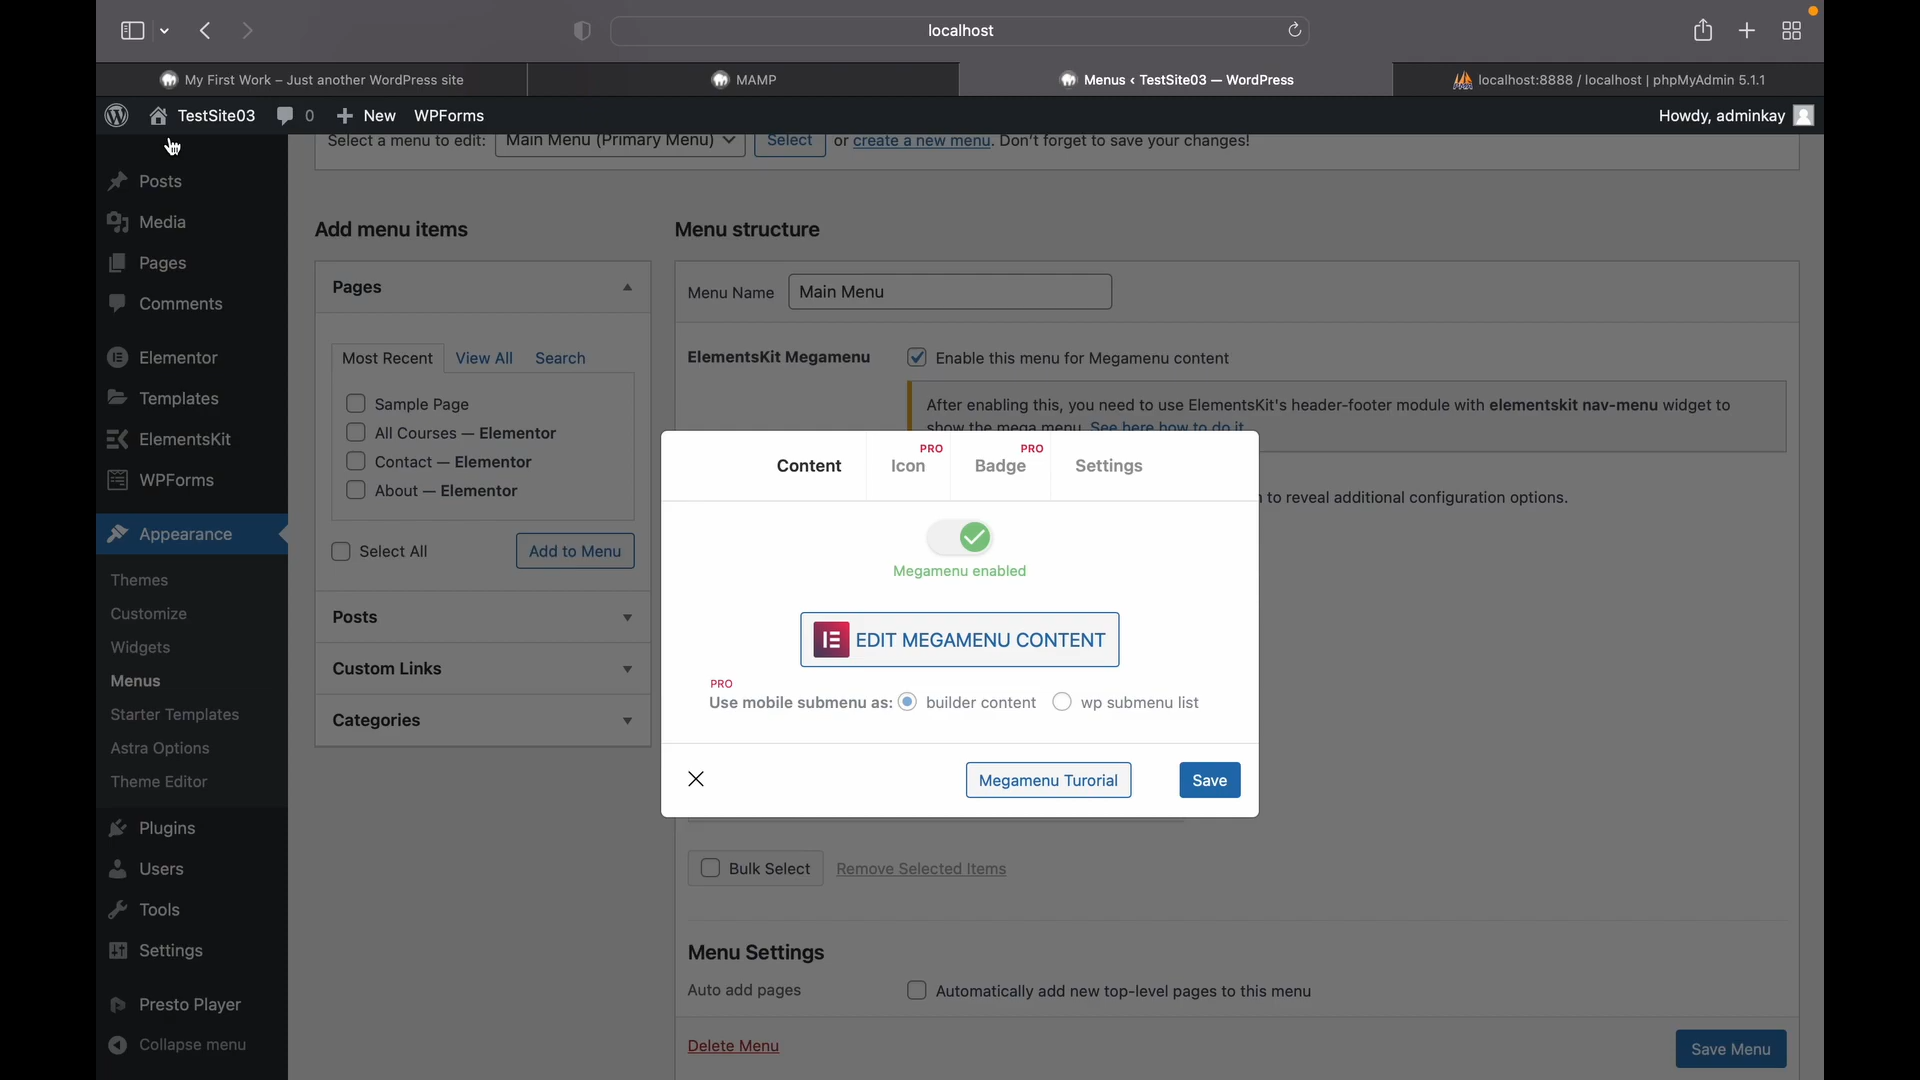 localhost
My First Work – Just another WordPress site
MAMP
Menus ‹ TestSite03 — WordPress
localhost:8888 / localhost | phpMyAdmin 5.1.1
TestSite03
0
New
WPForms
Howdy, adminkay
Select a menu to edit: Main Menu (Primary Menu) Select or create a new menu. Don't forget to save your changes!
Posts
Media
Pages
Comments
Elementor
Templates
ElementsKit
WPForms
Appearance
Themes
Customize
Widgets
Menus
Starter Templates
Astra Options
Theme Editor
Plugins
Users
Tools
Settings
Presto Player
Collapse menu
Add menu items
Pages
Most Recent View All Search
Sample Page
All Courses — Elementor
Contact — Elementor
About — Elementor
Select All
Add to Menu
Posts
Custom Links
Categories
Menu structure
Menu Name Main Menu
ElementsKit Megamenu Enable this menu for Megamenu content
After enabling this, you need to use ElementsKit's header-footer module with elementskit nav-menu widget to
show the mega menu. See here how to do it
to reveal additional configuration options.
Content
Icon PRO
Badge PRO
Settings
Megamenu enabled
EDIT MEGAMENU CONTENT
PRO
Use mobile submenu as: builder content wp submenu list
Megamenu Turorial
Save
Bulk Select Remove Selected Items
Menu Settings
Auto add pages Automatically add new top-level pages to this menu
Delete Menu
Save Menu